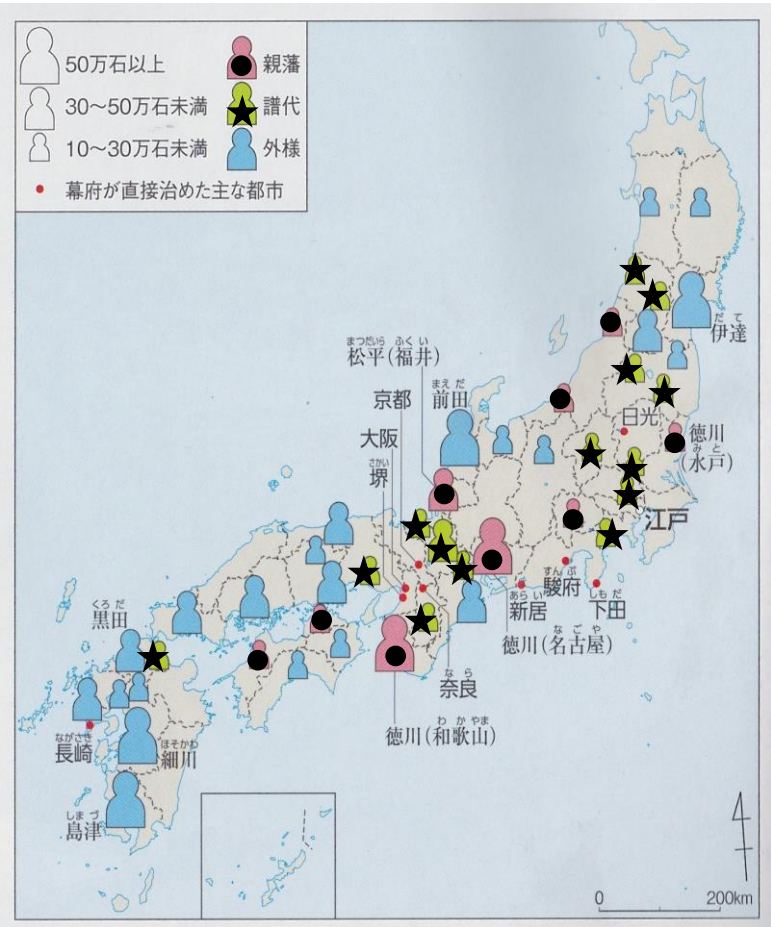 50万石以上
30〜50万石未満
10〜30万石未満
幕府が直接治めた主な都市
親藩
譜代
外様
だて
伊達
まつだいら ふくい
松平(福井)
京都
まえだ
前田
大阪
さかい
堺
日光
徳川
みと
(水戸)
江戸
すんぷ
駿府
あらい
新居
しもだ
下田
なごや
徳川(名古屋)
なら
奈良
わかやま
徳川(和歌山)
くろだ
黒田
ながさき
長崎
ほそかわ
細川
しまづ
島津
0 200km